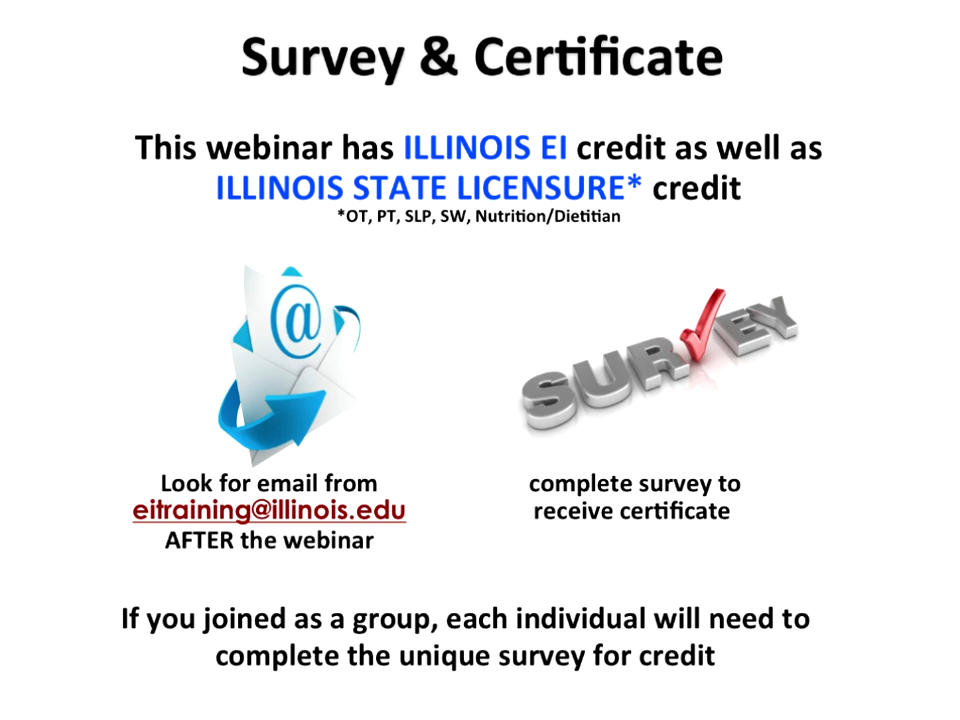 Survey & Certificate
This webinar has ILLINOIS EI credit as well as
ILLINOIS STATE LICENSURE* credit
*OT, PT, SLP, SW, Nutrition/Dietitian
@
SURVEY
Look for email from
eitraining@illinois.edu
AFTER the webinar
complete survey to
receive certificate
If you joined as a group, each individual will need to
complete the unique survey for credit